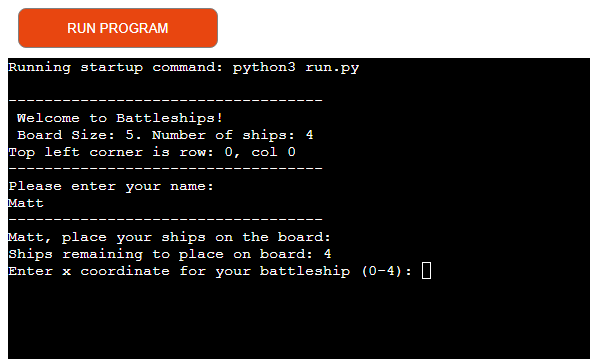 RUN PROGRAM
Running startup command: python3 run.py
-----------------------------------
Welcome to Battleships!
Board Size: 5. Number of ships: 4
Top left corner is row: 0, col 0
-----------------------------------
Please enter your name:
Matt
-----------------------------------
Matt, place your ships on the board:
Ships remaining to place on board: 4
Enter x coordinate for your battleship (0-4):